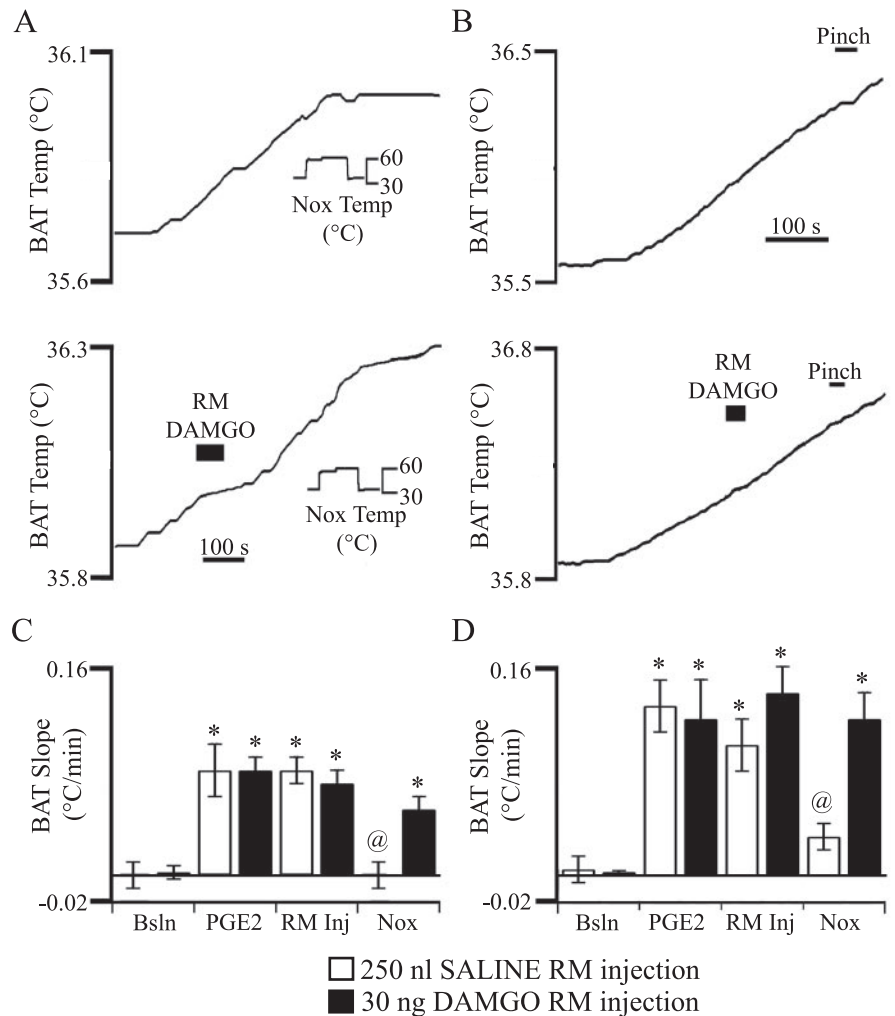 A
36.1
BAT Temp (°C)
35.6
60
30
Nox Temp
(°C)
B
36.5
BAT Temp (°C)
35.5
Pinch
100 s
36.3
BAT Temp (°C)
35.8
RM
DAMGO
100 s
60
30
Nox Temp
(°C)
36.8
BAT Temp (°C)
35.8
RM
DAMGO
Pinch
C
0.16
BAT Slope
(°C/min)
-0.02
* * * * @ *
Bsln PGE2 RM Inj Nox
D
0.16
BAT Slope
(°C/min)
-0.02
* * * * @ *
Bsln PGE2 RM Inj Nox
250 nl SALINE RM injection
30 ng DAMGO RM injection